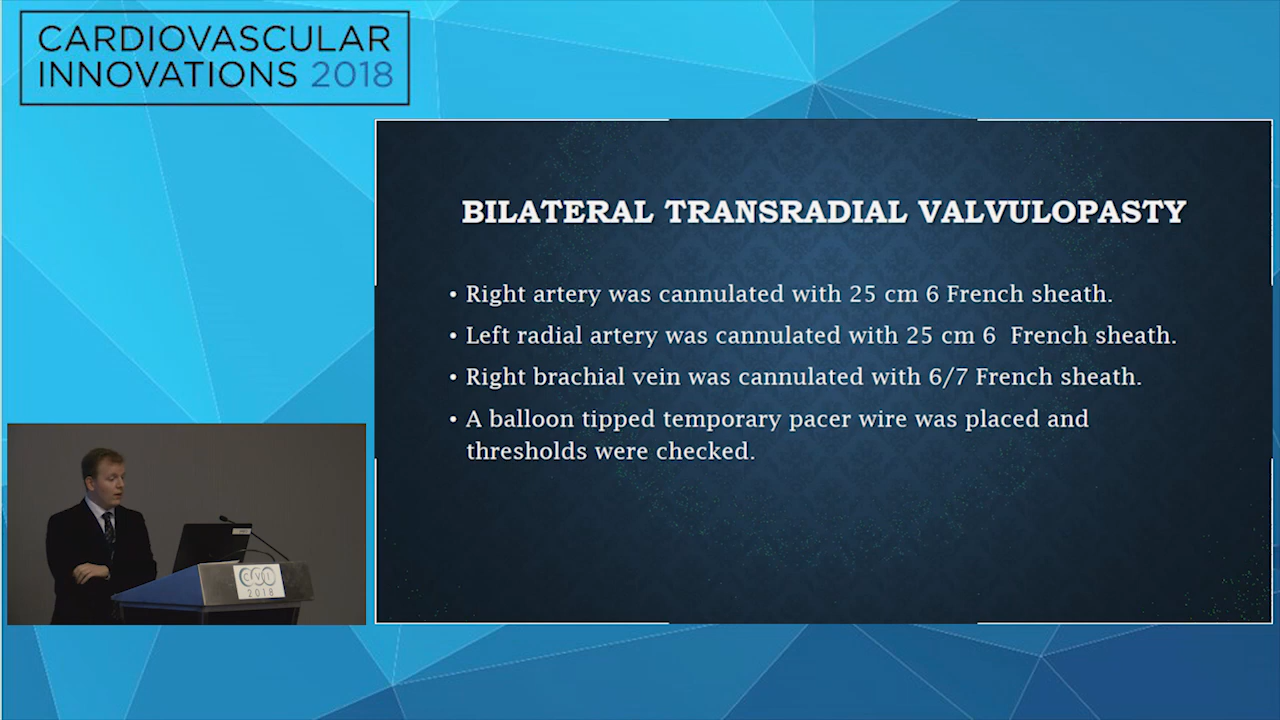 CARDIOVASCULAR
INNOVATIONS 2018
BILATERAL TRANSRADIAL VALVULOPASTY
• Right artery was cannulated with 25 cm 6 French sheath.
• Left radial artery was cannulated with 25 cm 6  French sheath.
• Right brachial vein was cannulated with 6/7 French sheath.
• A balloon tipped temporary pacer wire was placed and
thresholds were checked.
CVI
2018